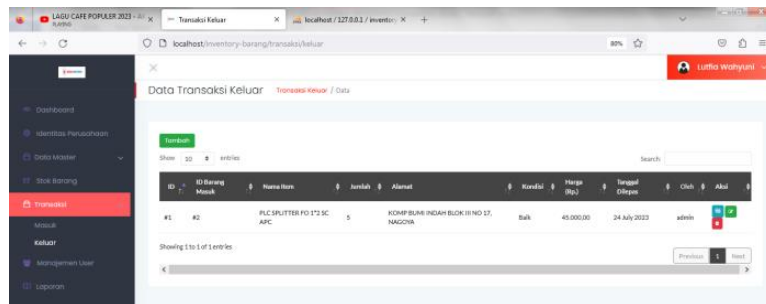 LAGU CAFE POPULER 2023 -
PLAYING
Transaksi Keluar
localhost / 127.0.0.1 / inventory
localhost/inventory-barang/transaksi/keluar
80%
Lutfia Wahyuni
Data Transaksi Keluar
Transaksi Keluar / Data
Dashboard
Identitas Perusahaan
Data Master
Stok Barang
Transaksi
Masuk
Keluar
Manajemen User
Laporan
Tambah
Show 10 entries
Search:
ID
ID Barang Masuk
Nama Item
Jumlah
Alamat
Kondisi
Harga (Rp.)
Tanggal Dilepas
Oleh
Aksi
#1
#2
PLC SPLITTER FO 1*2 SC APC
5
KOMP BUMI INDAH BLOK III NO 17, NAGOYA
Baik
45.000,00
24 July 2023
admin
Showing 1 to 1 of 1 entries
Previous 1 Next